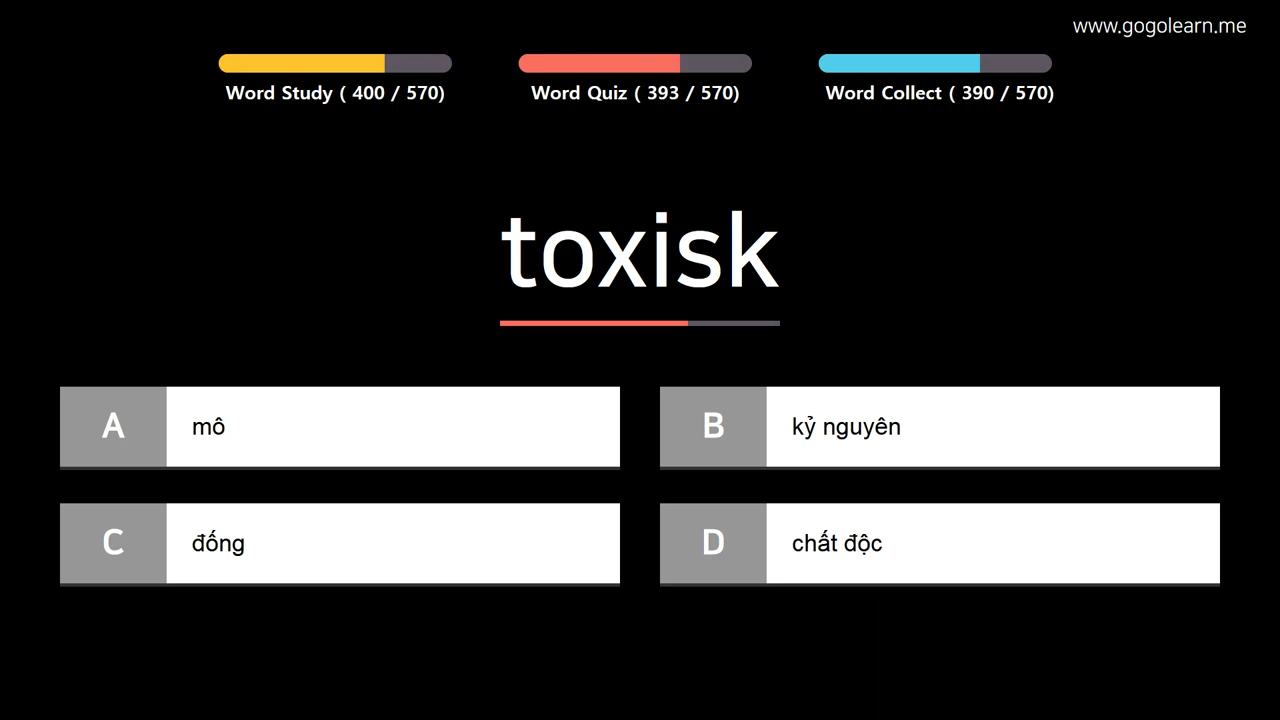 www.gogolearn.me
Word Study ( 400 / 570)
Word Quiz ( 393 / 570)
Word Collect ( 390 / 570)
toxisk
A
mô
B
kỷ nguyên
C
đống
D
chất độc